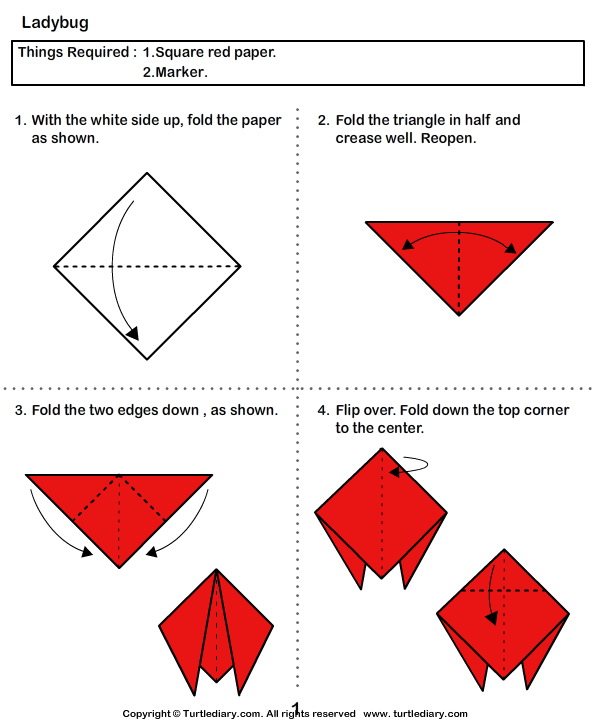 Ladybug
Things Required : 1.Square red paper.
2.Marker.
1. With the white side up, fold the paper
as shown.
2. Fold the triangle in half and
crease well. Reopen.
3. Fold the two edges down , as shown.
4. Flip over. Fold down the top corner
to the center.
1
Copyright © Turtlediary.com. All rights reserved www. turtlediary.com